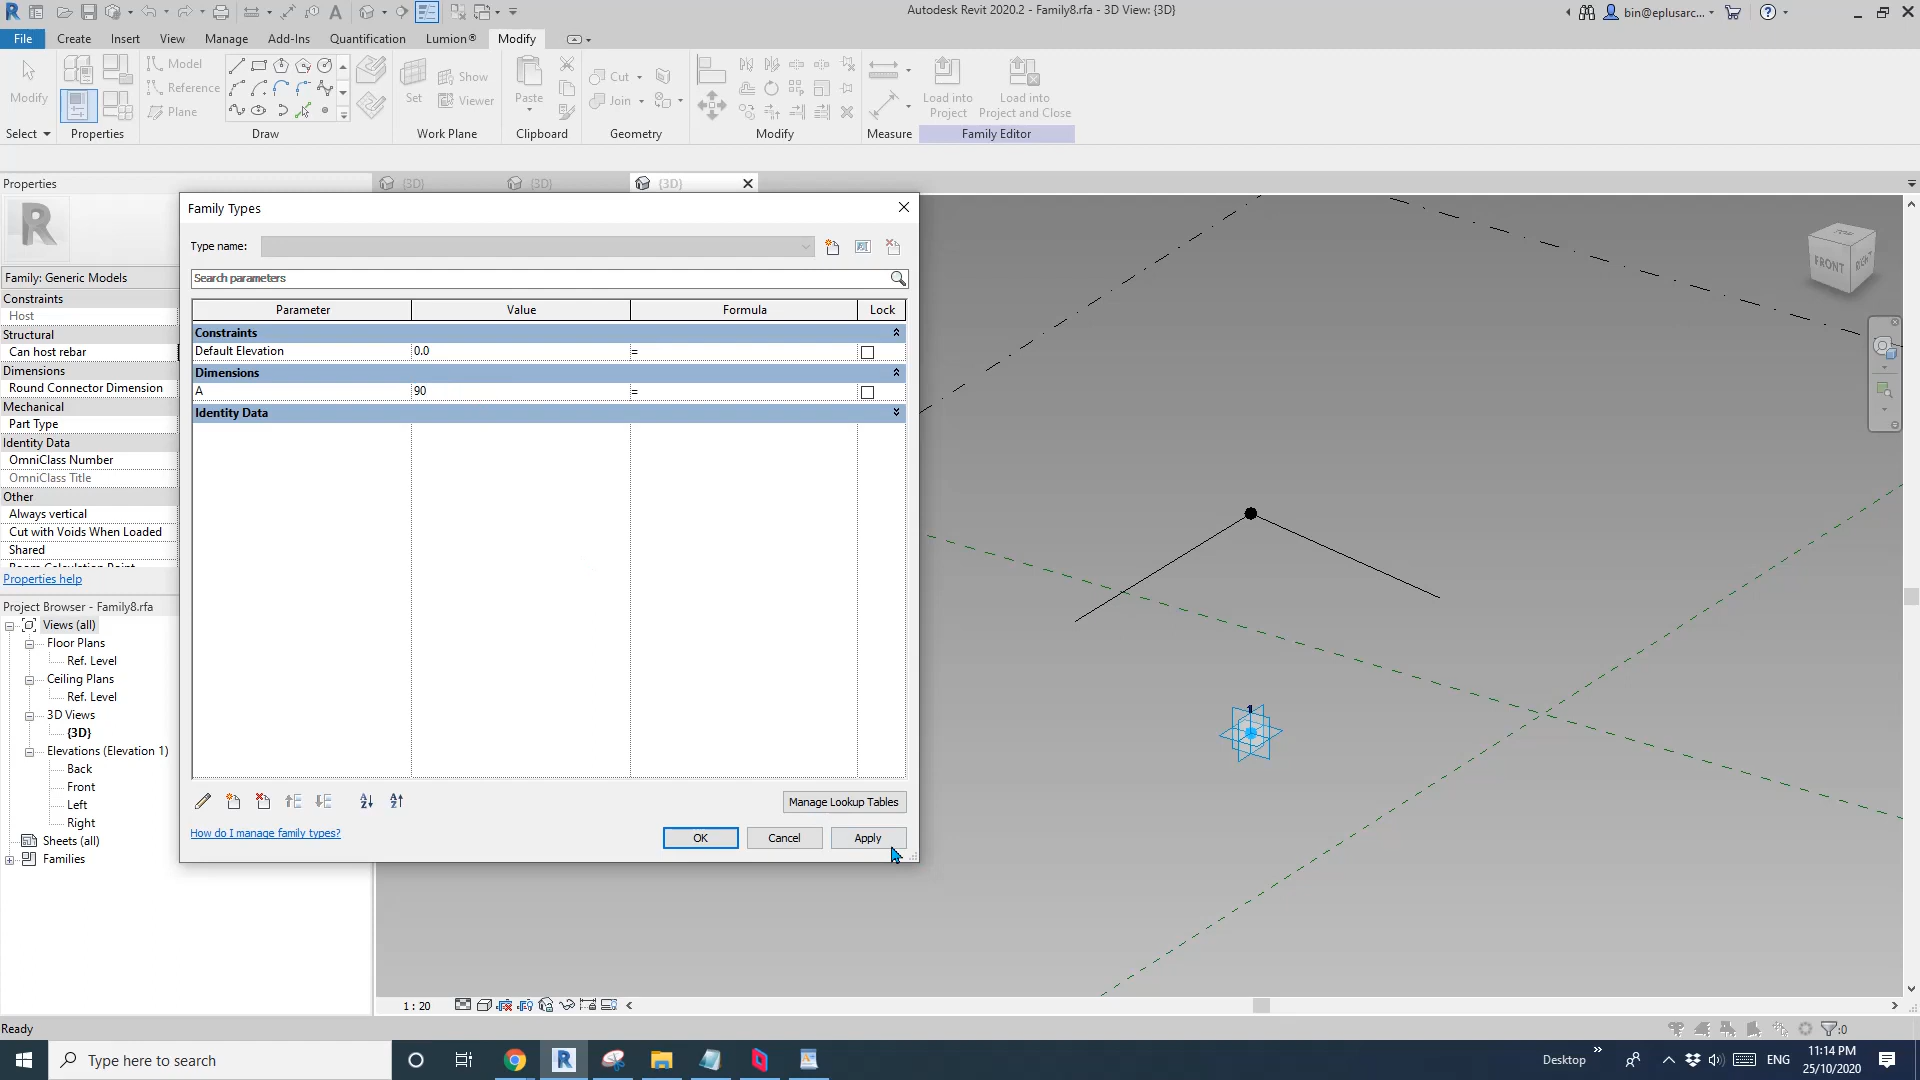 Autodesk Revit 2020.2 - Family8.rfa - 3D View: {3D}
bin@eplusarc...
File Create Insert View Manage Add-Ins Quantification Lumion® Modify
Modify
Select
Properties
Model
Reference
Plane
Draw
Set
Show
Viewer
Work Plane
Paste
Clipboard
Cut
Join
Geometry
Modify
Measure
Load into
Project
Load into
Project and Close
Family Editor
Properties
{3D}
{3D}
{3D}
Family: Generic Models
Constraints
Host
Structural
Can host rebar
Dimensions
Round Connector Dimension
Mechanical
Part Type
Identity Data
OmniClass Number
OmniClass Title
Other
Always vertical
Cut with Voids When Loaded
Shared
Room Calculation Point
Properties help
Project Browser - Family8.rfa
Views (all)
Floor Plans
Ref. Level
Ceiling Plans
Ref. Level
3D Views
{3D}
Elevations (Elevation 1)
Back
Front
Left
Right
Sheets (all)
Families
Family Types
Type name:
Search parameters
Parameter Value Formula Lock
Constraints
Default Elevation 0.0 =
Dimensions
A 90 =
Identity Data
Manage Lookup Tables
How do I manage family types?
OK Cancel Apply
TOP
FRONT
RIGHT
1
1 : 20
Ready
:0
Type here to search
Desktop
ENG
11:14 PM
25/10/2020